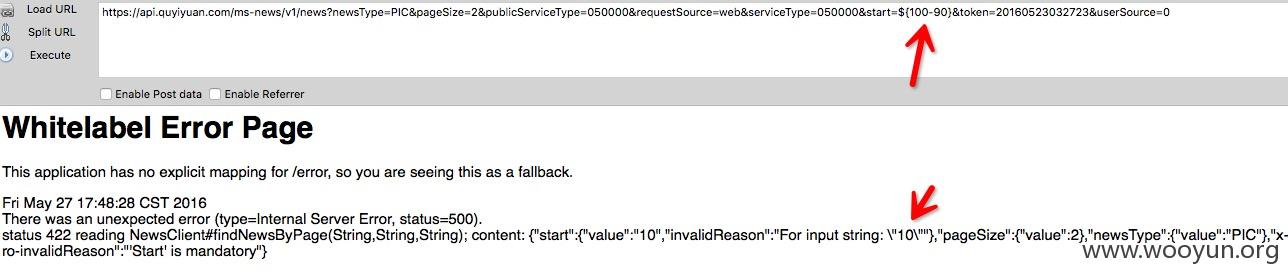 Load URL
https://api.quyiyuan.com/ms-news/v1/news?newsType=PIC&pageSize=2&publicServiceType=050000&requestSource=web&serviceType=050000&start=${100-90}&token=20160523032723&userSource=0
Split URL
Execute
Enable Post data Enable Referrer
Whitelabel Error Page
This application has no explicit mapping for /error, so you are seeing this as a fallback.
Fri May 27 17:48:28 CST 2016
There was an unexpected error (type=Internal Server Error, status=500).
status 422 reading NewsClient#findNewsByPage(String,String,String); content: {"start":{"value":"10","invalidReason":"For input string: \"10\""},"pageSize":{"value":2},"newsType":{"value":"PIC"},"x-
ro-invalidReason":"'Start' is mandatory"}
www.wooyun.org